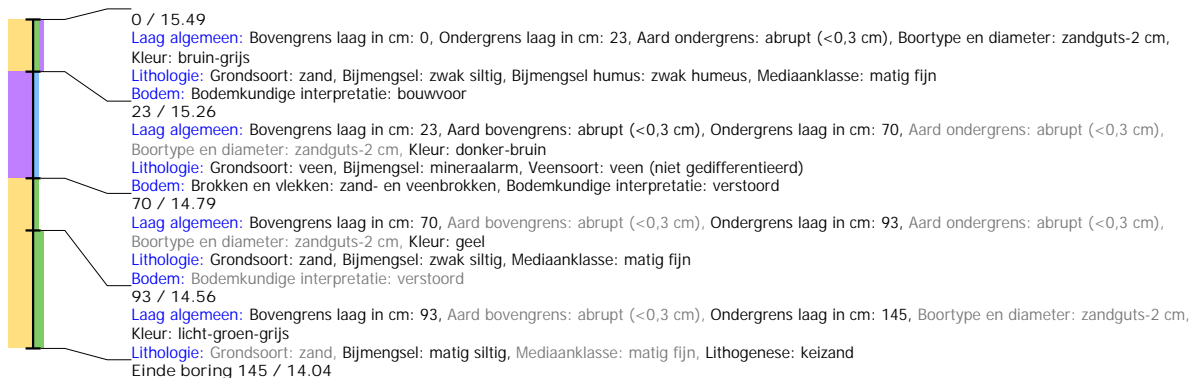 0 / 15.49
Laag algemeen: Bovengrens laag in cm: 0, Ondergrens laag in cm: 23, Aard ondergrens: abrupt (<0,3 cm), Boortype en diameter: zandguts-2 cm,
Kleur: bruin-grijs
Lithologie: Grondsoort: zand, Bijmengsel: zwak siltig, Bijmengsel humus: zwak humeus, Mediaanklasse: matig fijn
Bodem: Bodemkundige interpretatie: bouwvoor
23 / 15.26
Laag algemeen: Bovengrens laag in cm: 23, Aard bovengrens: abrupt (<0,3 cm), Ondergrens laag in cm: 70, Aard ondergrens: abrupt (<0,3 cm),
Boortype en diameter: zandguts-2 cm, Kleur: donker-bruin
Lithologie: Grondsoort: veen, Bijmengsel: mineraalarm, Veensoort: veen (niet gedifferentieerd)
Bodem: Brokken en vlekken: zand- en veenbrokken, Bodemkundige interpretatie: verstoord
70 / 14.79
Laag algemeen: Bovengrens laag in cm: 70, Aard bovengrens: abrupt (<0,3 cm), Ondergrens laag in cm: 93, Aard ondergrens: abrupt (<0,3 cm),
Boortype en diameter: zandguts-2 cm, Kleur: geel
Lithologie: Grondsoort: zand, Bijmengsel: zwak siltig, Mediaanklasse: matig fijn
Bodem: Bodemkundige interpretatie: verstoord
93 / 14.56
Laag algemeen: Bovengrens laag in cm: 93, Aard bovengrens: abrupt (<0,3 cm), Ondergrens laag in cm: 145, Boortype en diameter: zandguts-2 cm,
Kleur: licht-groen-grijs
Lithologie: Grondsoort: zand, Bijmengsel: matig siltig, Mediaanklasse: matig fijn, Lithogenese: keizand
Einde boring 145 / 14.04